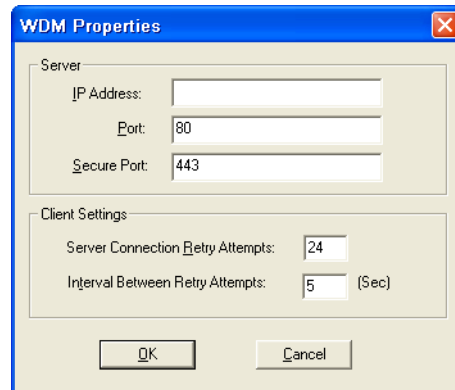 WDM Properties
Server
IP Address:
Port: 80
Secure Port: 443
Client Settings
Server Connection Retry Attempts: 24
Interval Between Retry Attempts: 5 (Sec)
OK Cancel